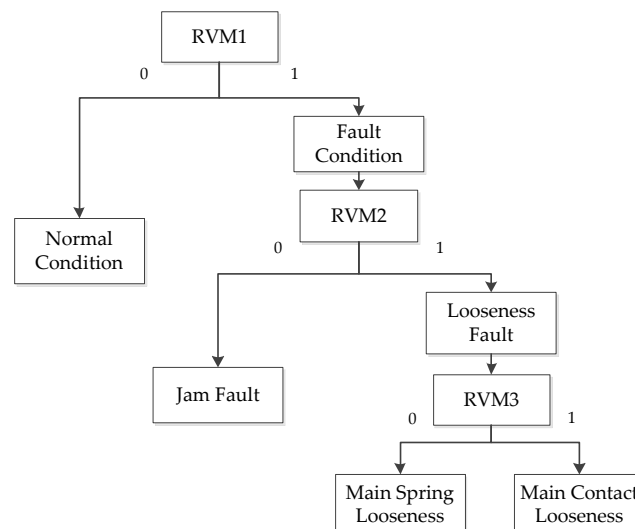 RVM1
0
1
Fault
Condition
RVM2
Normal
Condition
0
1
Looseness
Fault
Jam Fault
RVM3
0
1
Main Spring
Looseness
Main Contact
Looseness